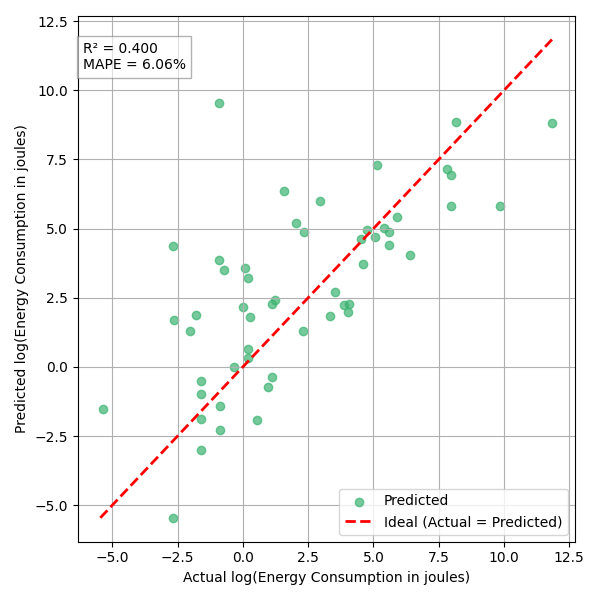 12.5
R² = 0.400
MAPE = 6.06%
10.0
7.5
5.0
2.5
0.0
−2.5
−5.0
Predicted log(Energy Consumption in joules)
Predicted
Ideal (Actual = Predicted)
−5.0 −2.5 0.0 2.5 5.0 7.5 10.0 12.5
Actual log(Energy Consumption in joules)